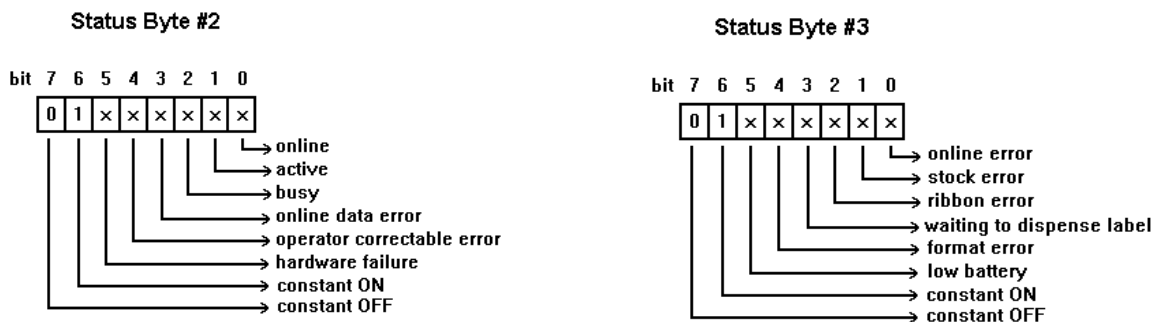 Status Byte #2
bit 7 6 5 4 3 2 1 0
0 1 × × × × × ×
online
active
busy
online data error
operator correctable error
hardware failure
constant ON
constant OFF
Status Byte #3
bit 7 6 5 4 3 2 1 0
0 1 × × × × × ×
online error
stock error
ribbon error
waiting to dispense label
format error
low battery
constant ON
constant OFF